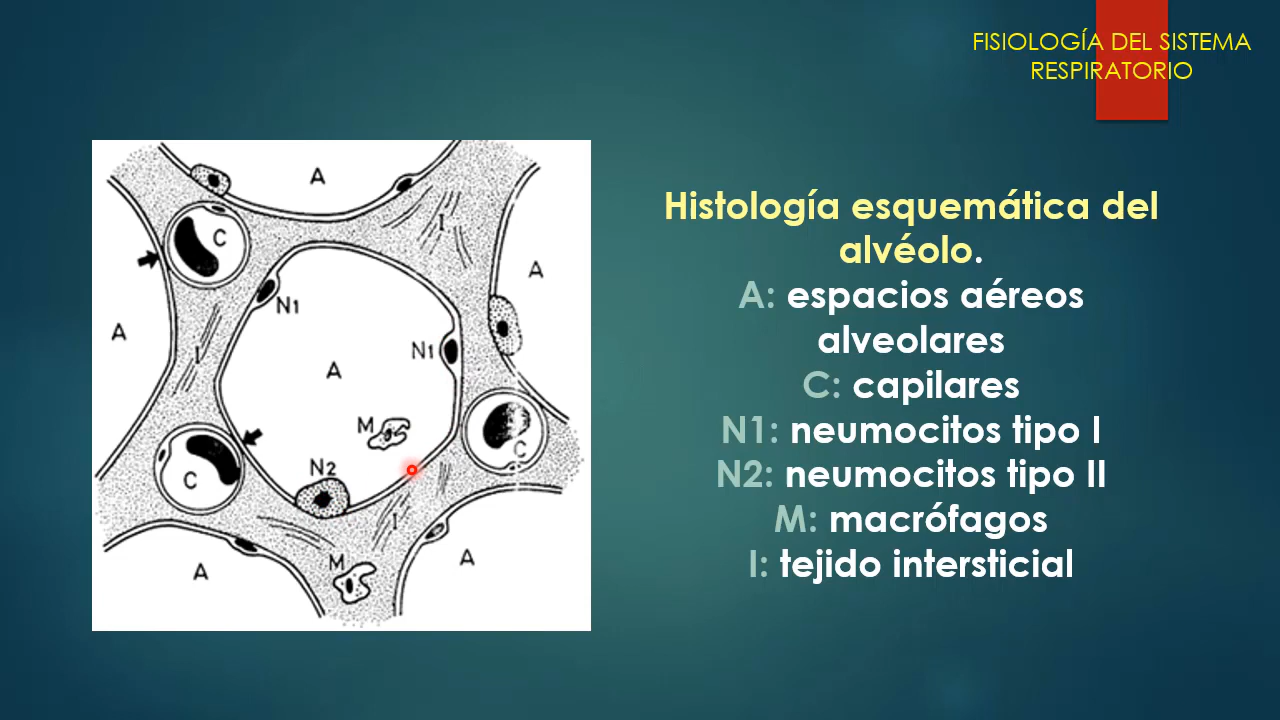 FISIOLOGÍA DEL SISTEMA
RESPIRATORIO
Histología esquemática del
alvéolo.
A: espacios aéreos
alveolares
C: capilares
N1: neumocitos tipo I
N2: neumocitos tipo II
M: macrófagos
I: tejido intersticial
A
I
C
A
N1
A
I
N1
A
M
C
N2
C
I
M
A
A